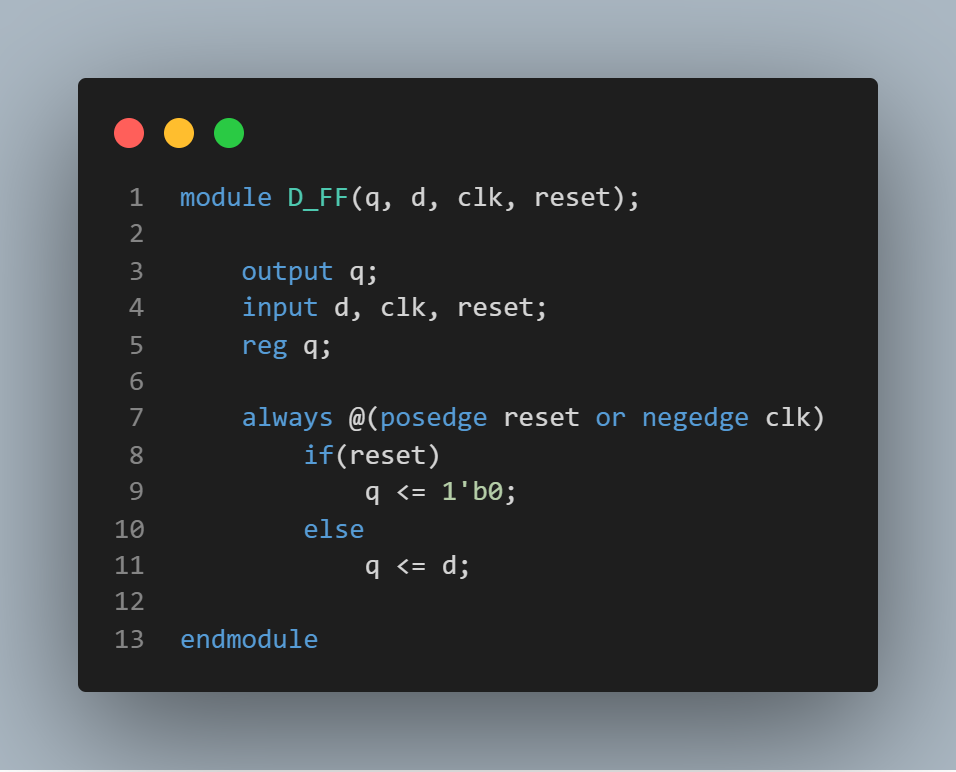 1 module D_FF(q, d, clk, reset);
2
3 output q;
4 input d, clk, reset;
5 reg q;
6
7 always @(posedge reset or negedge clk)
8 if(reset)
9 q <= 1'b0;
10 else
11 q <= d;
12
13 endmodule